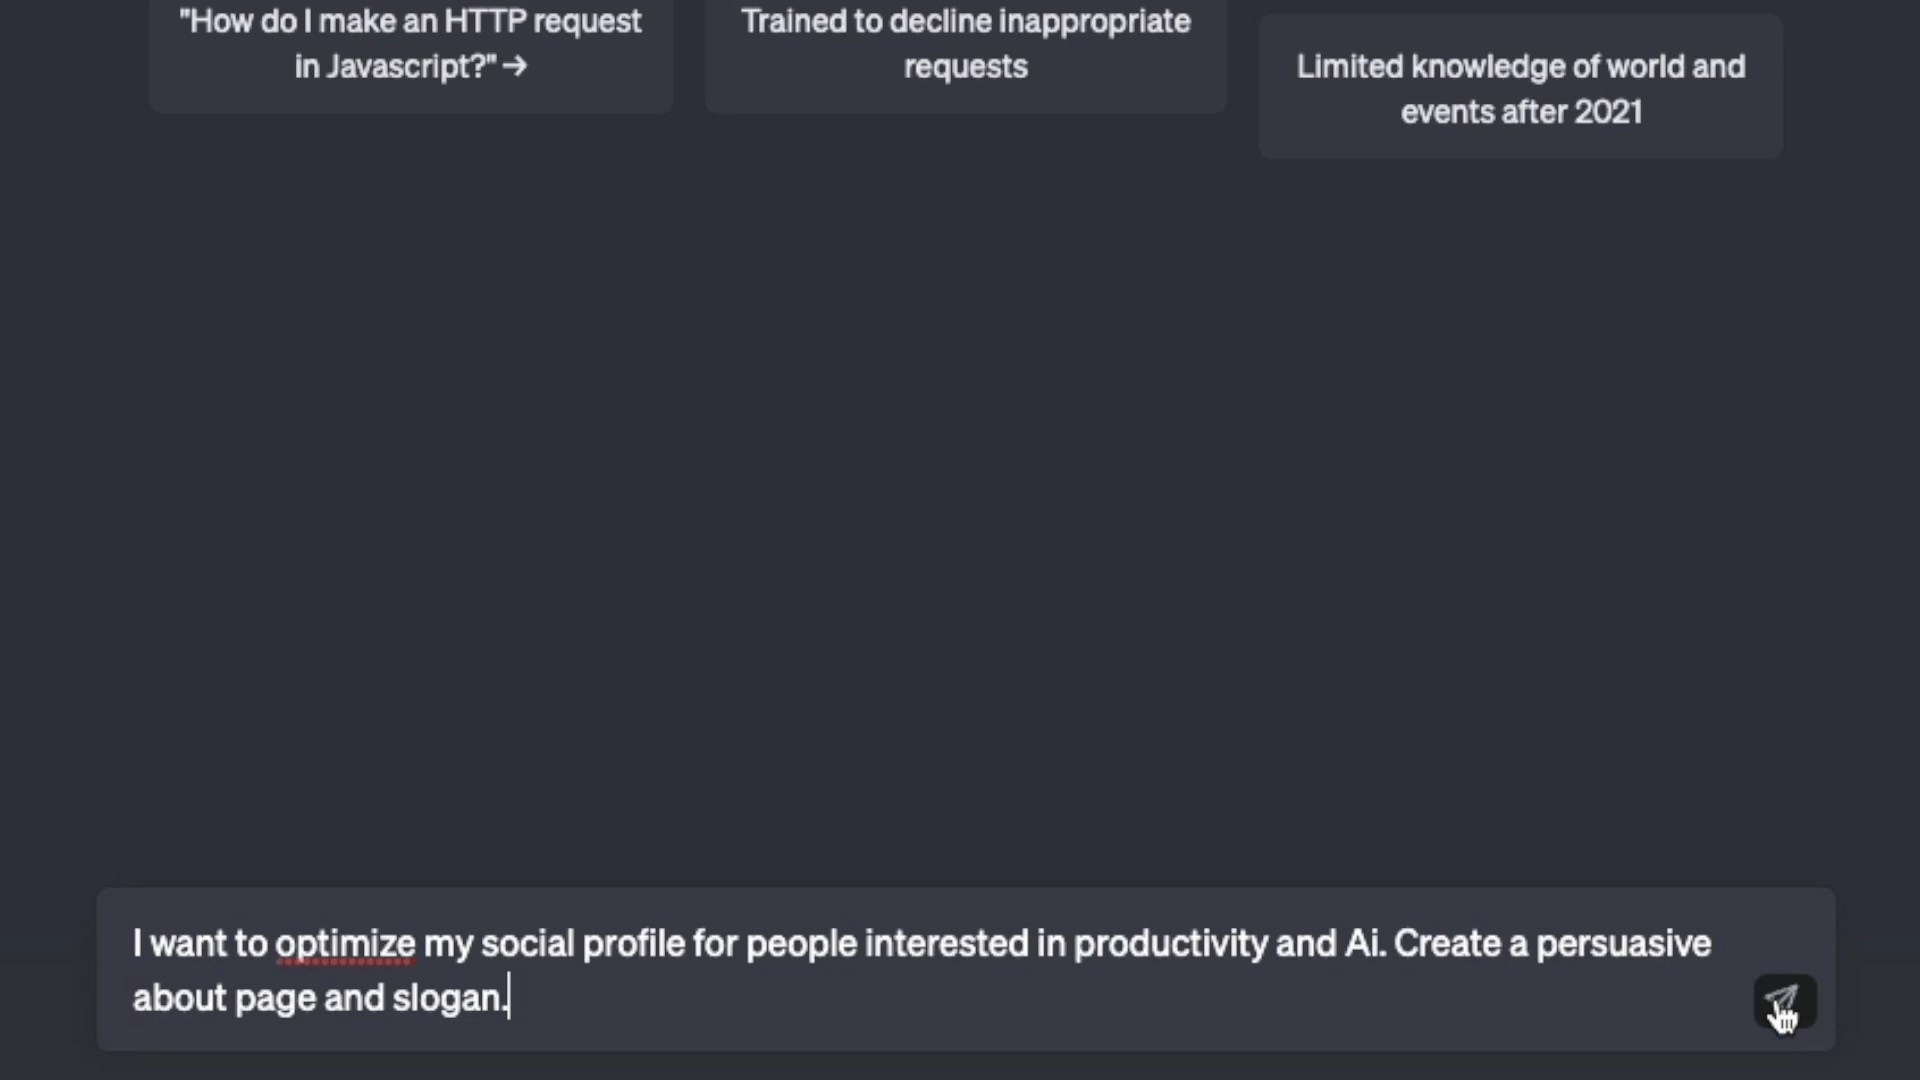 "How do I make an HTTP request
in Javascript?" →
Trained to decline inappropriate
requests
Limited knowledge of world and
events after 2021
I want to optimize my social profile for people interested in productivity and Ai. Create a persuasive
about page and slogan.